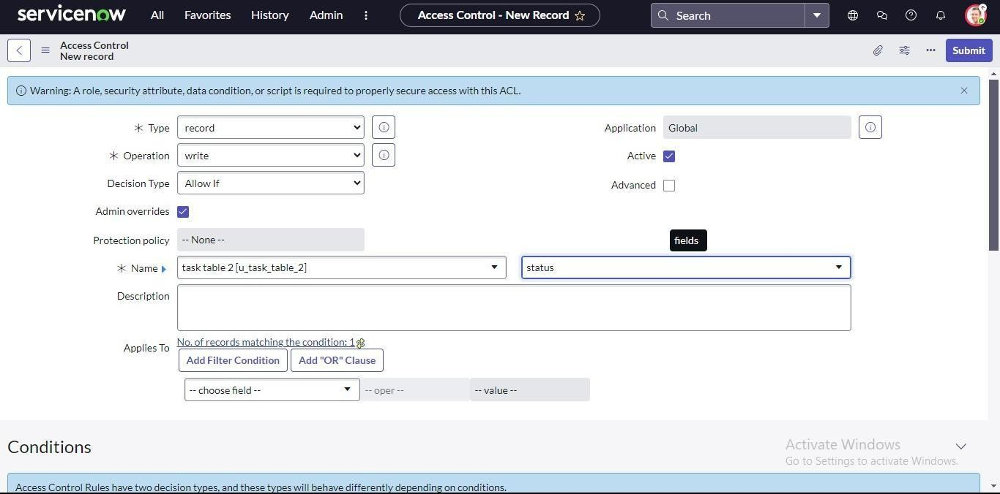 servicenow All Favorites History Admin Access Control - New Record Search
Access Control
New record
Submit
Warning: A role, security attribute, data condition, or script is required to properly secure access with this ACL.
Type record Application Global
Operation write Active
Decision Type Allow If Advanced
Admin overrides
Protection policy -- None -- fields
Name task table 2 [u_task_table_2] status
Description
Applies To No. of records matching the condition: 1
Add Filter Condition Add "OR" Clause
-- choose field -- -- oper -- -- value --
Conditions
Activate Windows
Go to Settings to activate Windows.
Access Control Rules have two decision types, and these types will behave differently depending on conditions.